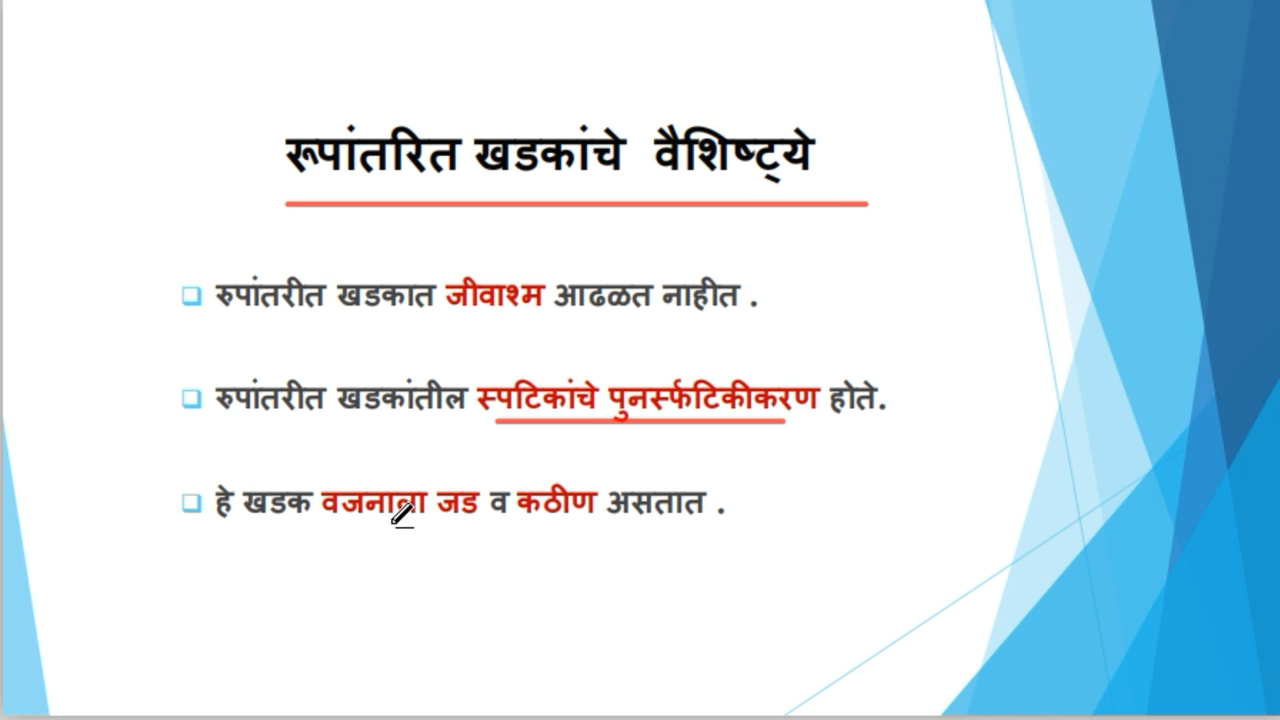 रूपांतरित खडकांचे वैशिष्ट्ये
रुपांतरीत खडकात जीवाश्म आढळत नाहीत .
रुपांतरीत खडकांतील स्पटिकांचे पुनर्स्फटिकीकरण होते.
हे खडक वजनाला जड व कठीण असतात .